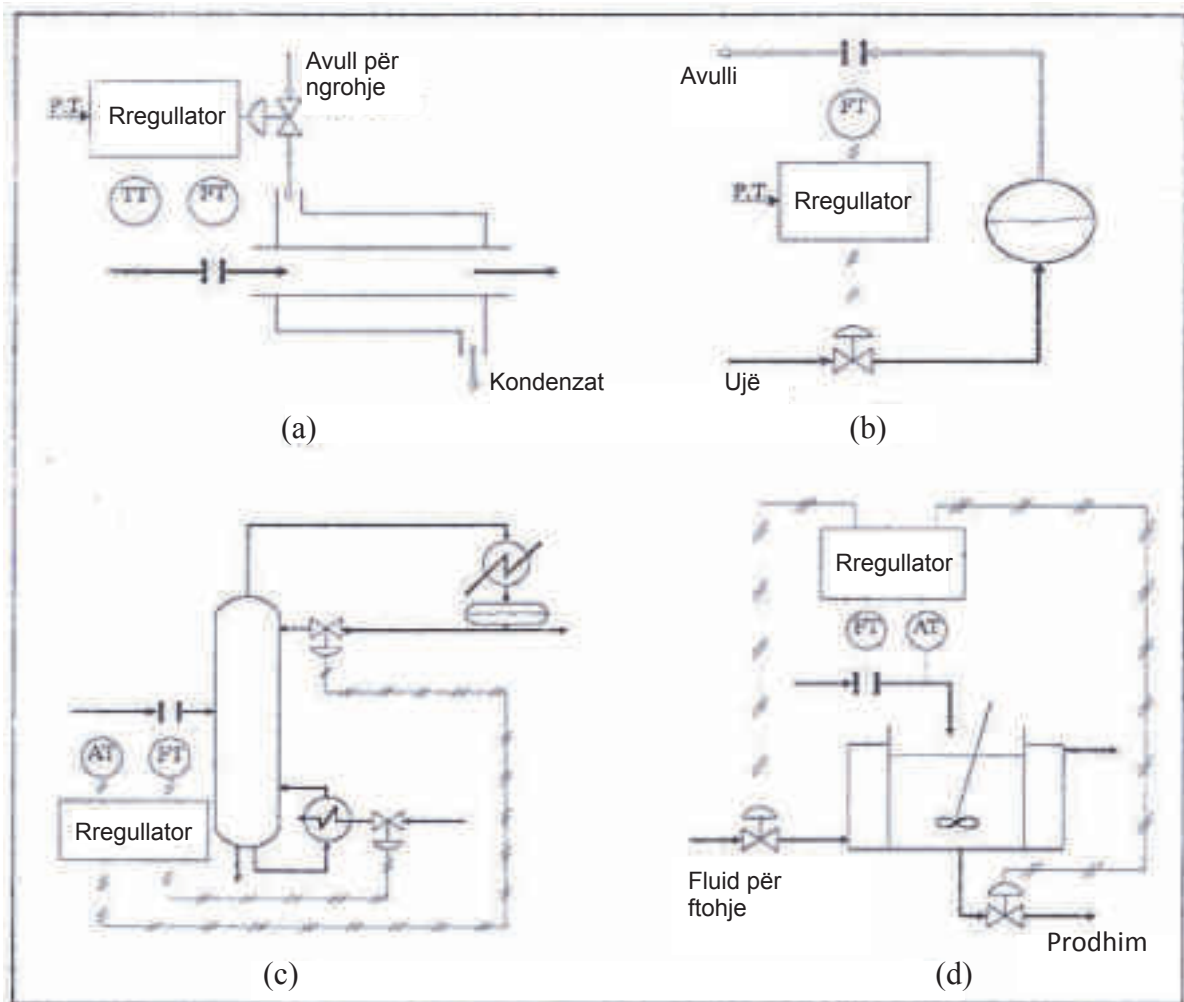 Avull për
ngrohje
P.T.
Rregullator
TT
FT
Kondenzat
(a)
Avulli
FT
P.T.
Rregullator
Ujë
(b)
AT
FT
Rregullator
(c)
Rregullator
FT
AT
Fluid për
ftohje
Prodhim
(d)